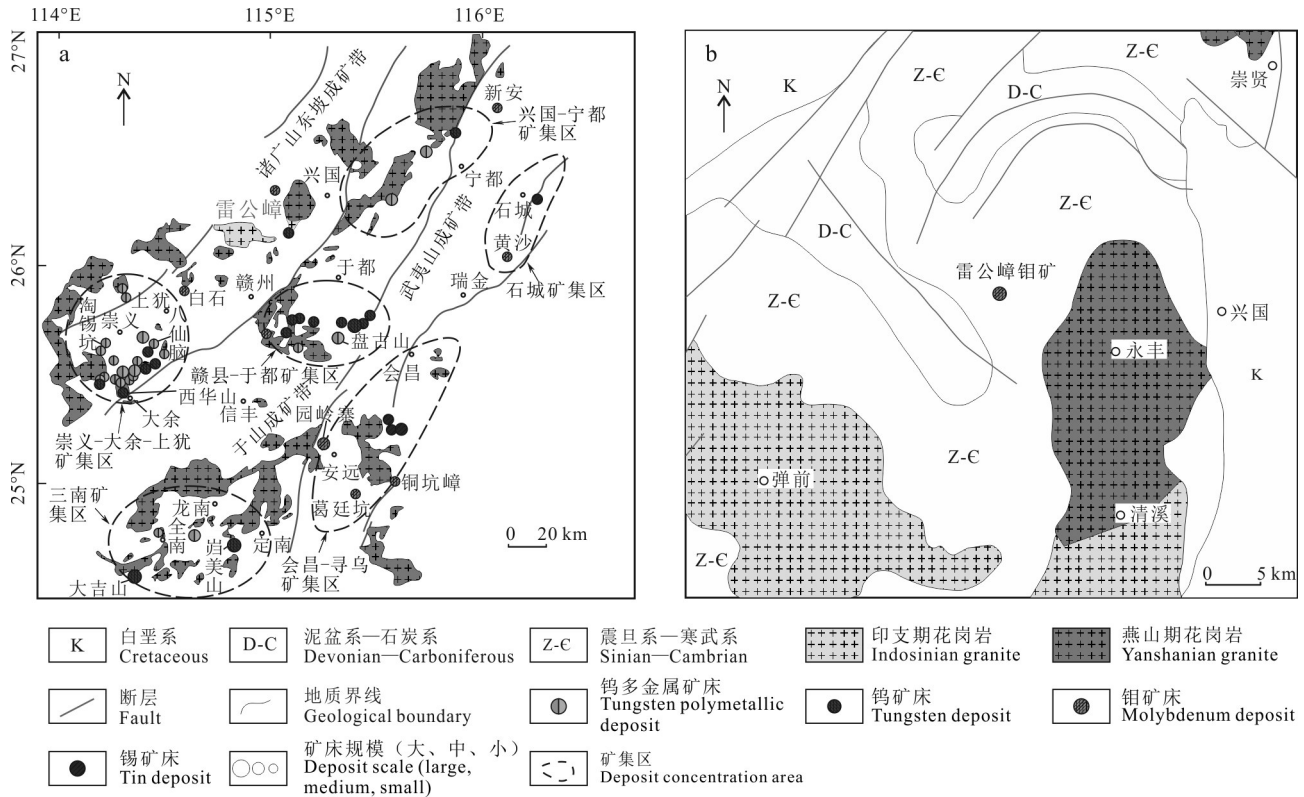 114°E
115°E
116°E
27°N
26°N
25°N
a
N
诸广山东坡成矿带
新安
兴国-宁都
矿集区
兴国
宁都
雷公嶂
武夷山成矿带
石城
黄沙
石城矿集区
于都
赣州
瑞金
白石
上犹
淘
锡
坑
崇义
仙
脑
盘古山
会昌
赣县-于都矿集区
西华山
信丰
大余
于山成矿带
园岭寨
崇义-大余-上犹
矿集区
安远
铜坑嶂
三南矿
集区
龙南
葛廷坑
全
南
岿
美
山
定南
会昌-寻乌
矿集区
大吉山
0 20 km
b
N
K
Z-Є
Z-Є
崇贤
D-C
Z-Є
D-C
雷公嶂钼矿
Z-Є
兴国
永丰
K
Z-Є
弹前
清溪
Z-Є
0 5 km
K
白垩系
Cretaceous
D-C
泥盆系—石炭系
Devonian—Carboniferous
Z-Є
震旦系—寒武系
Sinian—Cambrian
印支期花岗岩
Indosinian granite
燕山期花岗岩
Yanshanian granite
断层
Fault
地质界线
Geological boundary
钨多金属矿床
Tungsten polymetallic
deposit
钨矿床
Tungsten deposit
钼矿床
Molybdenum deposit
锡矿床
Tin deposit
矿床规模（大、中、小）
Deposit scale (large,
medium, small)
矿集区
Deposit concentration area